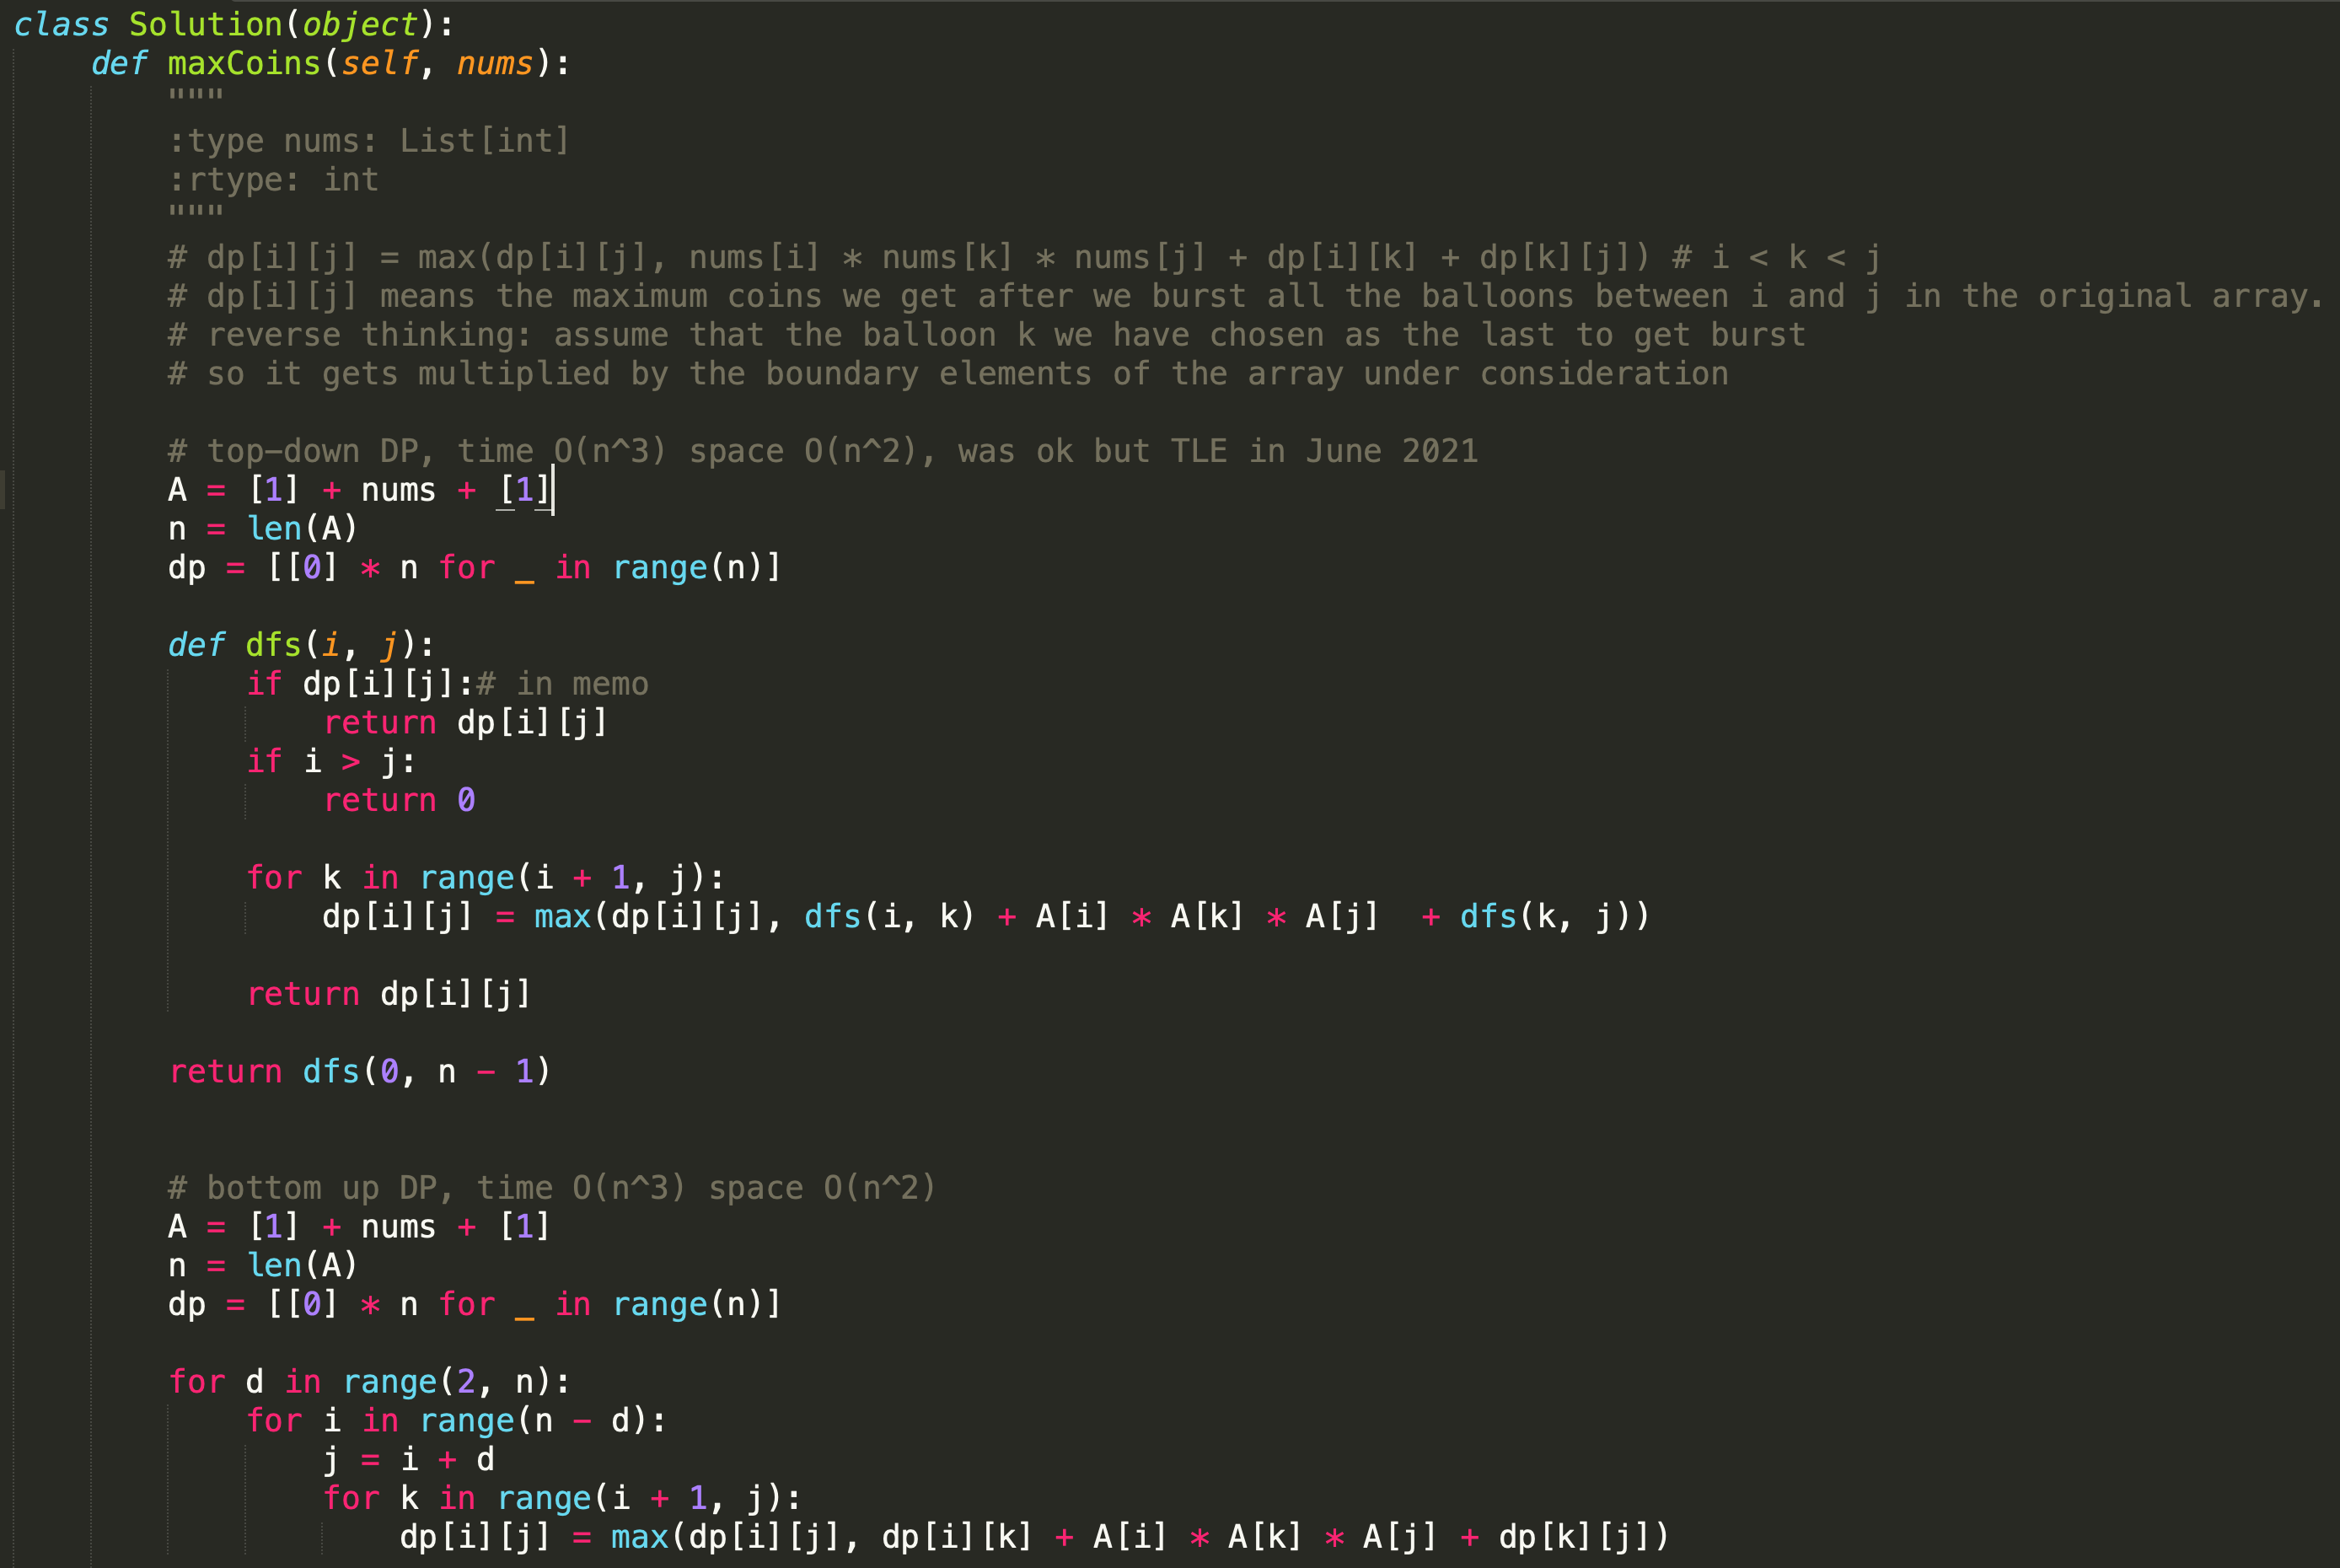 class Solution(object):
    def maxCoins(self, nums):
        """
        :type nums: List[int]
        :rtype: int
        """
        # dp[i][j] = max(dp[i][j], nums[i] * nums[k] * nums[j] + dp[i][k] + dp[k][j]) # i < k < j
        # dp[i][j] means the maximum coins we get after we burst all the balloons between i and j in the original array.
        # reverse thinking: assume that the balloon k we have chosen as the last to get burst
        # so it gets multiplied by the boundary elements of the array under consideration

        # top-down DP, time O(n^3) space O(n^2), was ok but TLE in June 2021
        A = [1] + nums + [1]
        n = len(A)
        dp = [[0] * n for _ in range(n)]

        def dfs(i, j):
            if dp[i][j]:# in memo
                return dp[i][j]
            if i > j:
                return 0

            for k in range(i + 1, j):
                dp[i][j] = max(dp[i][j], dfs(i, k) + A[i] * A[k] * A[j]  + dfs(k, j))

            return dp[i][j]

        return dfs(0, n - 1)


        # bottom up DP, time O(n^3) space O(n^2)
        A = [1] + nums + [1]
        n = len(A)
        dp = [[0] * n for _ in range(n)]

        for d in range(2, n):
            for i in range(n - d):
                j = i + d
                for k in range(i + 1, j):
                    dp[i][j] = max(dp[i][j], dp[i][k] + A[i] * A[k] * A[j] + dp[k][j])